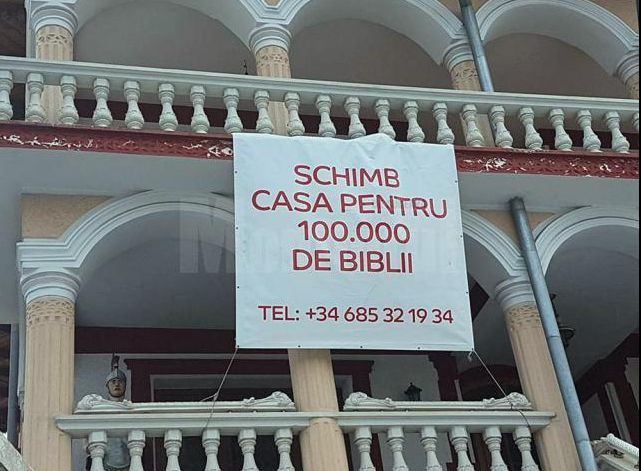 SCHIMB
CASA PENTRU
100.000
DE BIBLII
TEL: +34 685 32 19 34